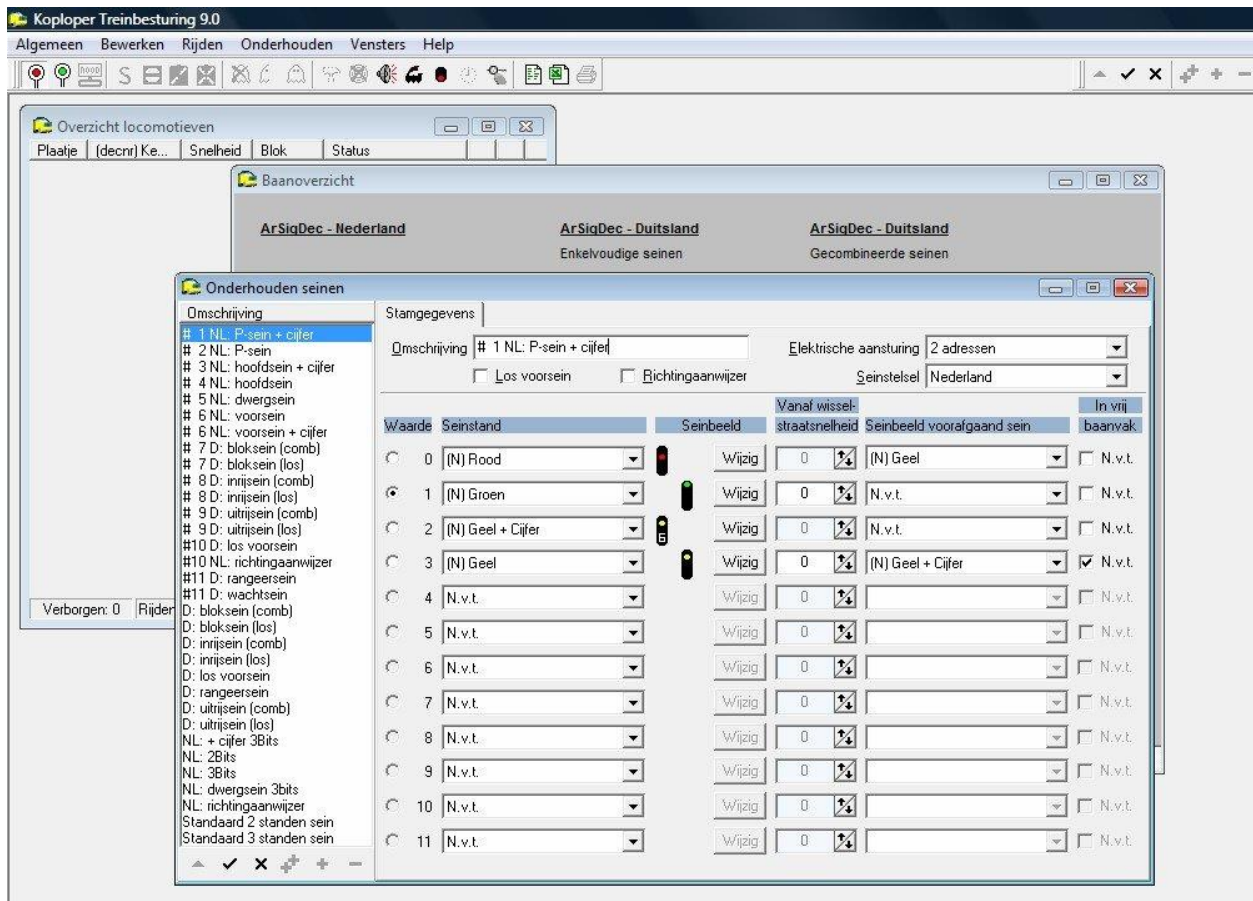 Koploper Treinbesturing 9.0
Algemeen Bewerken Rijden Onderhouden Vensters Help
noop S
Overzicht locomotieven
Plaatje (decnr) Ke... Snelheid Blok Status
Baanoverzicht
ArSigDec - Nederland ArSigDec - Duitsland ArSigDec - Duitsland
Enkelvoudige seinen Gecombineerde seinen
Verborgen: 0 Rijden
Onderhouden seinen
Omschrijving
# 1 NL: P-sein + cijfer
# 2 NL: P-sein
# 3 NL: hoofdsein + cijfer
# 4 NL: hoofdsein
# 5 NL: dwergsein
# 6 NL: voorsein
# 6 NL: voorsein + cijfer
# 7 D: bloksein (comb)
# 7 D: bloksein (los)
# 8 D: inrijsein (comb)
# 8 D: inrijsein (los)
# 9 D: uitrijsein (comb)
# 9 D: uitrijsein (los)
#10 D: los voorsein
#10 NL: richtingaanwijzer
#11 D: rangeersein
#11 D: wachtsein
D: bloksein (comb)
D: bloksein (los)
D: inrijsein (comb)
D: inrijsein (los)
D: los voorsein
D: rangeersein
D: uitrijsein (comb)
D: uitrijsein (los)
NL: + cijfer 3Bits
NL: 2Bits
NL: 3Bits
NL: dwergsein 3bits
NL: richtingaanwijzer
Standaard 2 standen sein
Standaard 3 standen sein
Stamgegevens
Omschrijving # 1 NL: P-sein + cijfer Elektrische aansturing 2 adressen
Los voorsein Richtingaanwijzer Seinstelsel Nederland
Vanaf wissel- In vrij
Waarde Seinstand Seinbeeld straatsnelheid Seinbeeld voorafgaand sein baanvak
0 (N) Rood Wijzig 0 (N) Geel N.v.t.
1 (N) Groen Wijzig 0 N.v.t. N.v.t.
2 (N) Geel + Cijfer 6 Wijzig 0 N.v.t. N.v.t.
3 (N) Geel Wijzig 0 (N) Geel + Cijfer N.v.t.
4 N.v.t. Wijzig 0 N.v.t.
5 N.v.t. Wijzig 0 N.v.t.
6 N.v.t. Wijzig 0 N.v.t.
7 N.v.t. Wijzig 0 N.v.t.
8 N.v.t. Wijzig 0 N.v.t.
9 N.v.t. Wijzig 0 N.v.t.
10 N.v.t. Wijzig 0 N.v.t.
11 N.v.t. Wijzig 0 N.v.t.